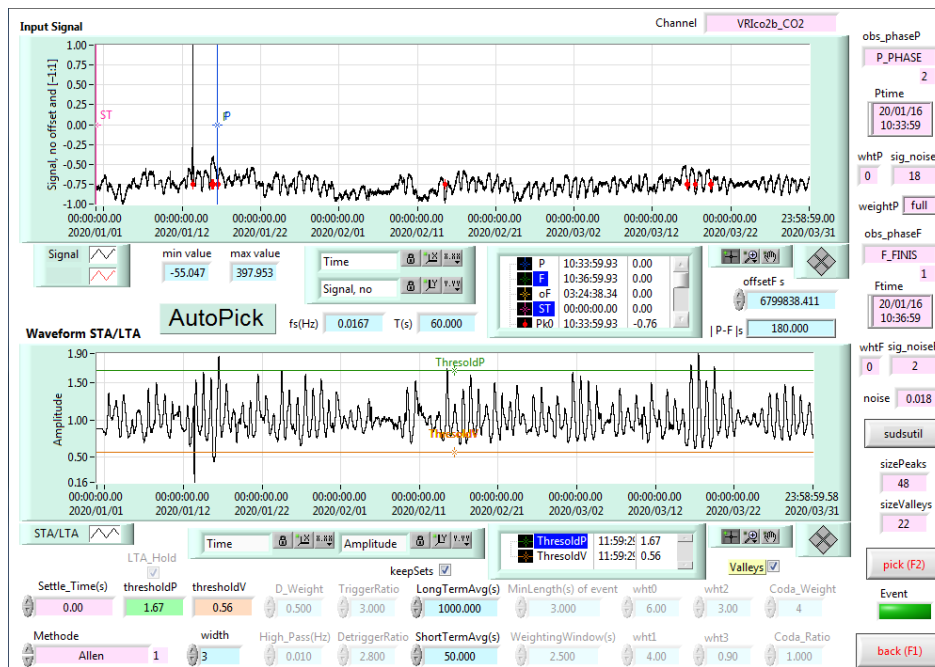 Input Signal
Channel VRIco2b_CO2
Signal, no offset and [−1:1]
1.00
0.75
0.50
0.25
0.00
-0.25
-0.50
-0.75
-1.00
ST
P
00:00:00.00 00:00:00.00 00:00:00.00 00:00:00.00 00:00:00.00 00:00:00.00 00:00:00.00 00:00:00.00 23:58:59.00
2020/01/01 2020/01/12 2020/01/22 2020/02/01 2020/02/11 2020/02/21 2020/03/02 2020/03/12 2020/03/22 2020/03/31
Signal
min value
-55.047
max value
397.953
Time
Signal, no
AutoPick
fs(Hz) 0.0167
T(s) 60.000
P 10:33:59.93 0.00
F 10:36:59.93 0.00
oF 03:24:38.34 0.00
ST 00:00:00.00 0.00
Pk0 10:33:59.93 -0.76
offsetF s
6799838.411
| P-F |s 180.000
obs_phaseP
P_PHASE
2
Ptime
20/01/16
10:33:59
whtP sig_noise
0 18
weightP full
obs_phaseF
F_FINIS
1
Ftime
20/01/16
10:36:59
whtF sig_noiseF
0 2
noise 0.018
sudsutil
sizePeaks
48
sizeValleys
22
pick (F2)
Event
back (F1)
Waveform STA/LTA
Amplitude
1.90
1.50
1.00
0.50
0.16
ThresoldP
ThresoldV
00:00:00.00 00:00:00.00 00:00:00.00 00:00:00.00 00:00:00.00 00:00:00.00 00:00:00.00 00:00:00.00 23:59:59.58
2020/01/01 2020/01/12 2020/01/22 2020/02/01 2020/02/11 2020/02/21 2020/03/02 2020/03/12 2020/03/22 2020/03/31
STA/LTA
Time
Amplitude
ThresoldP 11:59:29 1.67
ThresoldV 11:59:29 0.56
LTA_Hold
keepSets
Valleys
Settle_Time(s) thresholdP thresholdV D_Weight TriggerRatio LongTermAvg(s) MinLength(s) of event wht0 wht2 Coda_Weight
0.00 1.67 0.56 0.500 3.000 1000.000 3.000 6.00 3.00 4
Methode width High_Pass(Hz) DetriggerRatio ShortTermAvg(s) WeightingWindow(s) wht1 wht3 Coda_Ratio
Allen 1 3 0.010 2.800 50.000 2.500 4.00 0.90 1.000